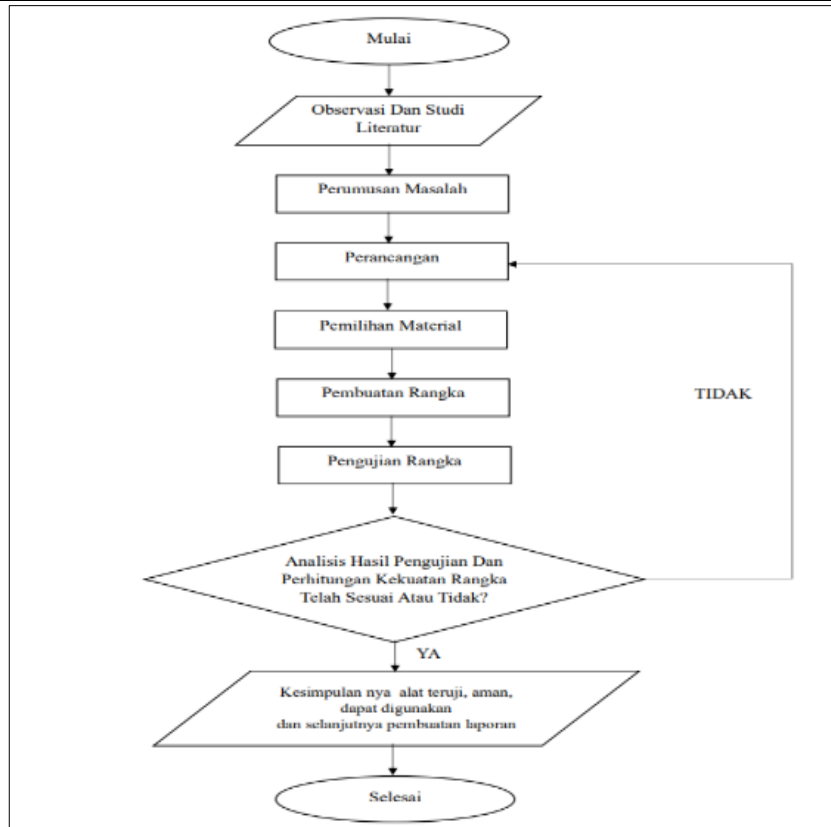 Mulai
Observasi Dan Studi
Literatur
Perumusan Masalah
Perancangan
Pemilihan Material
Pembuatan Rangka
TIDAK
Pengujian Rangka
Analisis Hasil Pengujian Dan
Perhitungan Kekuatan Rangka
Telah Sesuai Atau Tidak?
YA
Kesimpulan nya alat teruji, aman,
dapat digunakan
dan selanjutnya pembuatan laporan
Selesai